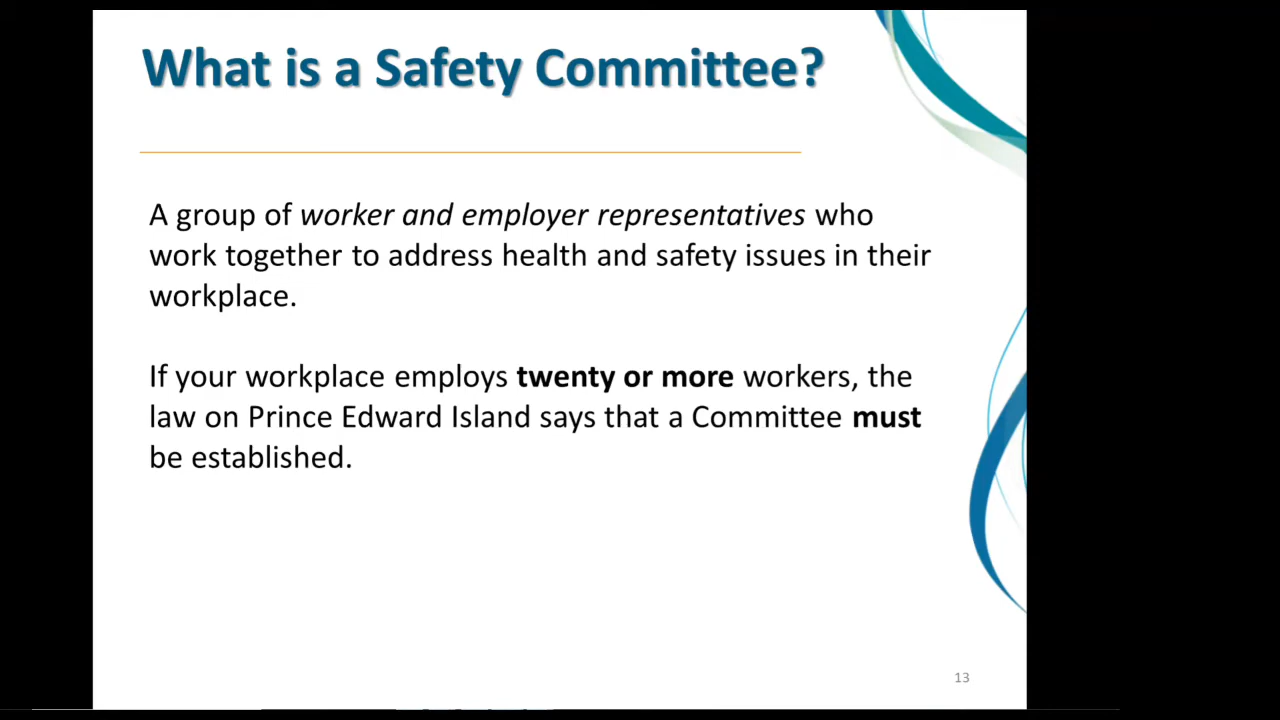 What is a Safety Committee?
A group of worker and employer representatives who
work together to address health and safety issues in their
workplace.
If your workplace employs twenty or more workers, the
law on Prince Edward Island says that a Committee must
be established.
13